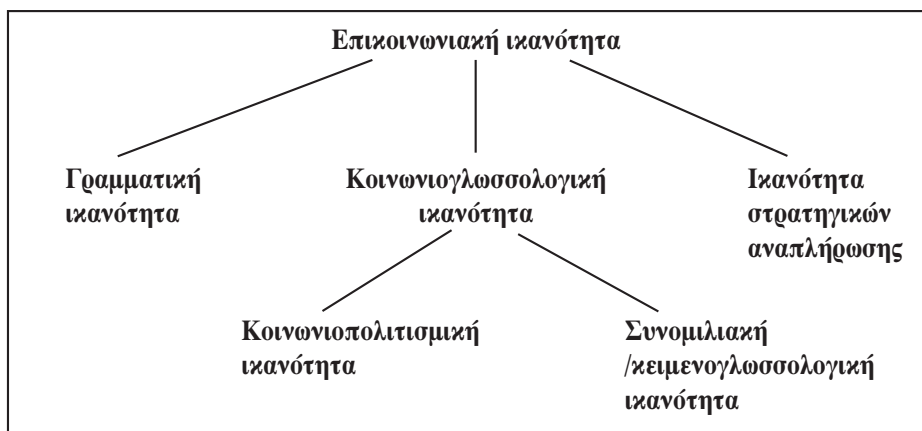 Επικοινωνιακή ικανότητα
Γραμματική
ικανότητα
Κοινωνιογλωσσολογική
ικανότητα
Ικανότητα
στρατηγικών
αναπλήρωσης
Κοινωνιοπολιτισμική
ικανότητα
Συνομιλιακή
/κειμενογλωσσολογική
ικανότητα